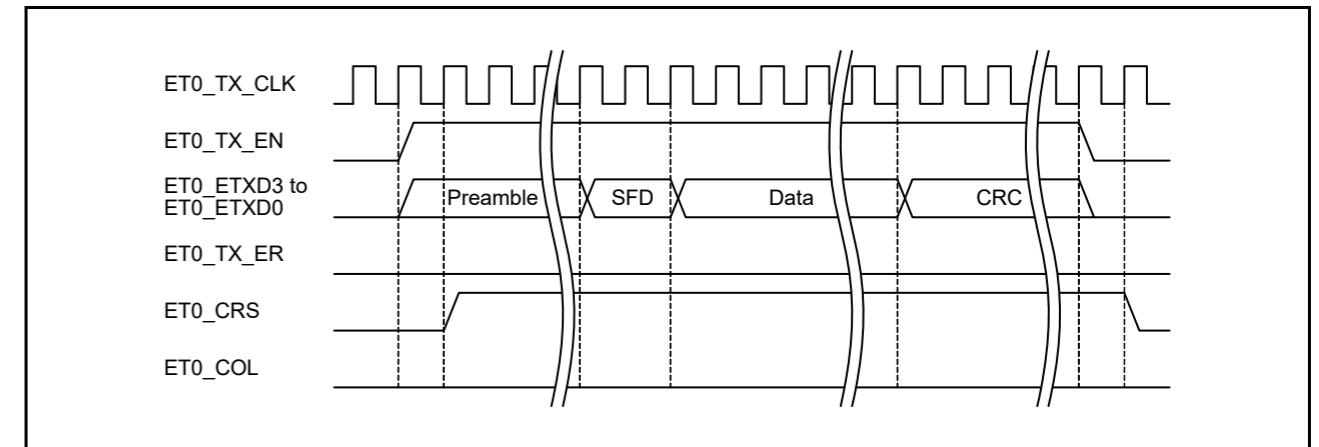 ET0_TX_CLK
ET0_TX_EN
ET0_ETXD3 to
ET0_ETXD0
Preamble
SFD
Data
CRC
ET0_TX_ER
ET0_CRS
ET0_COL